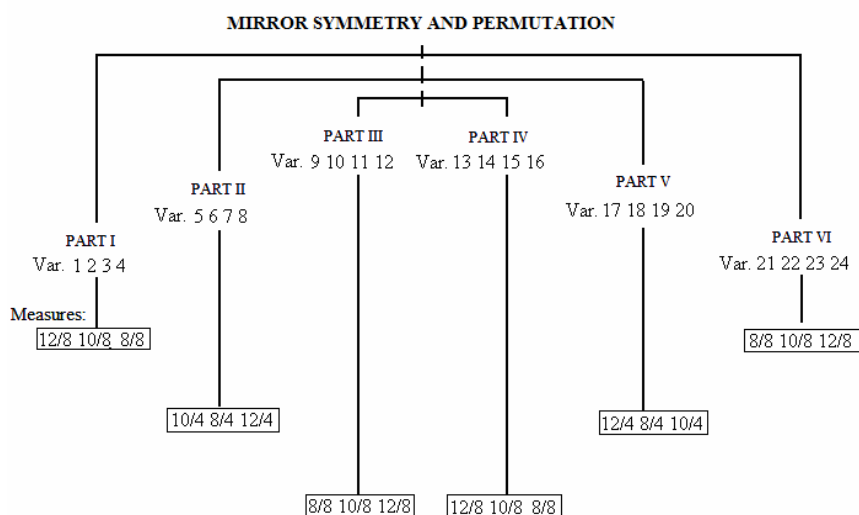 MIRROR SYMMETRY AND PERMUTATION
PART III
Var. 9 10 11 12
PART IV
Var. 13 14 15 16
PART II
Var. 5 6 7 8
PART V
Var. 17 18 19 20
PART I
Var. 1 2 3 4
PART VI
Var. 21 22 23 24
Measures:
12/8 10/8 8/8
8/8 10/8 12/8
10/4 8/4 12/4
12/4 8/4 10/4
8/8 10/8 12/8
12/8 10/8 8/8